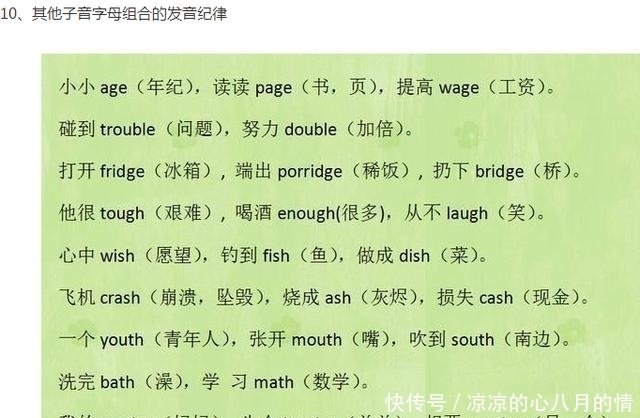 10、其他子音字母组合的发音纪律
小小 age（年纪），读读 page（书，页），提高 wage（工资）。
碰到 trouble（问题），努力 double（加倍）。
打开 fridge（冰箱）, 端出 porridge（稀饭）, 扔下 bridge（桥）。
他很 tough（艰难）, 喝酒 enough(很多)，从不 laugh（笑）。
心中 wish（愿望），钓到 fish（鱼），做成 dish（菜）。
飞机 crash（崩溃，坠毁），烧成 ash（灰烬），损失 cash（现金）。
一个 youth（青年人），张开 mouth（嘴），吹到 south（南边）。
洗完 bath（澡），学 习 math（数学）。
快传号 / 凉凉的心八月的情